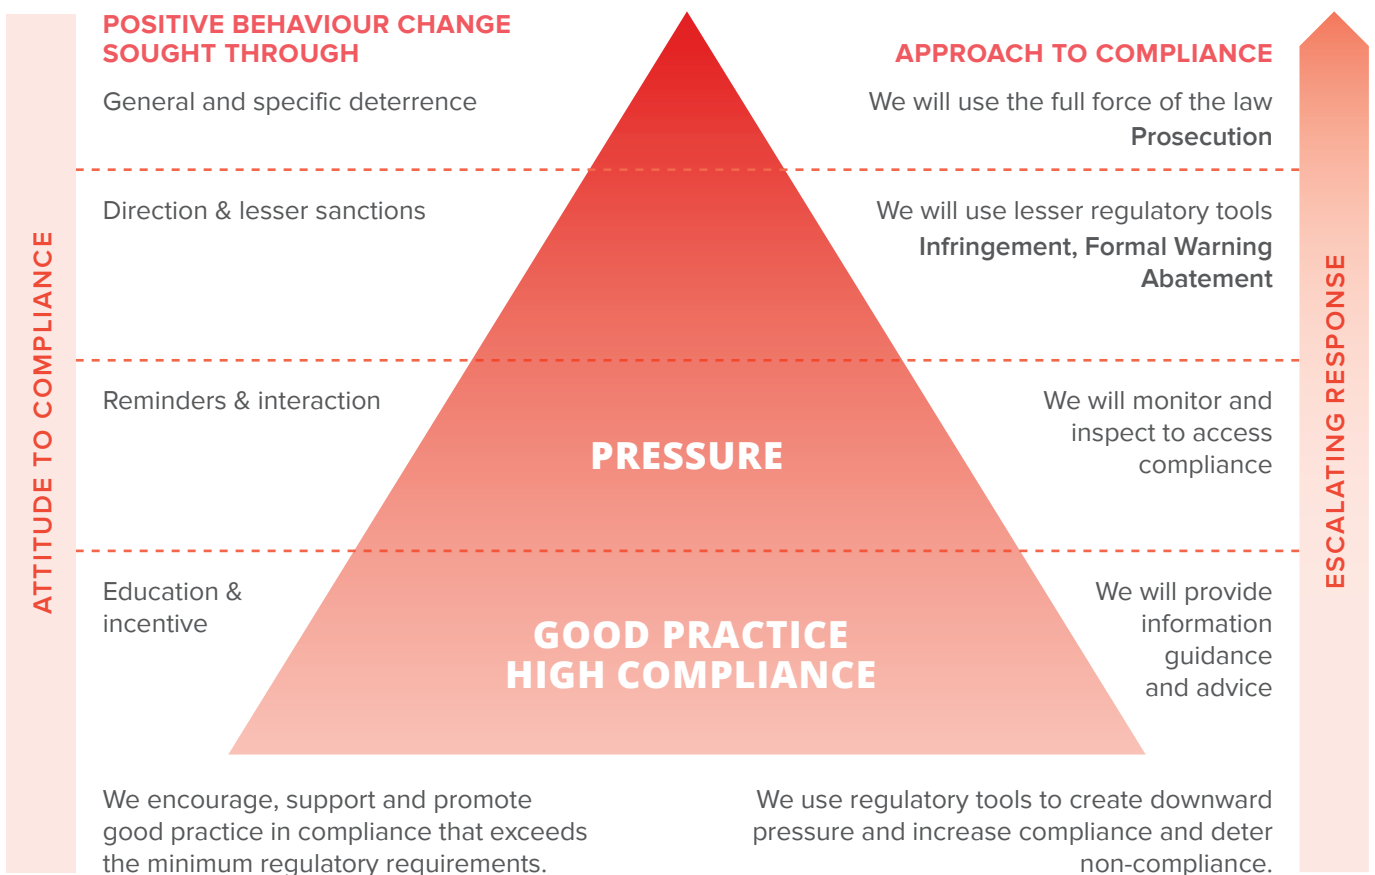 POSITIVE BEHAVIOUR CHANGE
SOUGHT THROUGH
APPROACH TO COMPLIANCE
General and specific deterrence
We will use the full force of the law
Prosecution
Direction & lesser sanctions
We will use lesser regulatory tools
Infringement, Formal Warning
Abatement
ATTITUDE TO COMPLIANCE
ESCALATING RESPONSE
Reminders & interaction
We will monitor and
inspect to access
compliance
PRESSURE
Education &
incentive
We will provide
information
guidance
and advice
GOOD PRACTICE
HIGH COMPLIANCE
We encourage, support and promote
good practice in compliance that exceeds
the minimum regulatory requirements.
We use regulatory tools to create downward
pressure and increase compliance and deter
non-compliance.